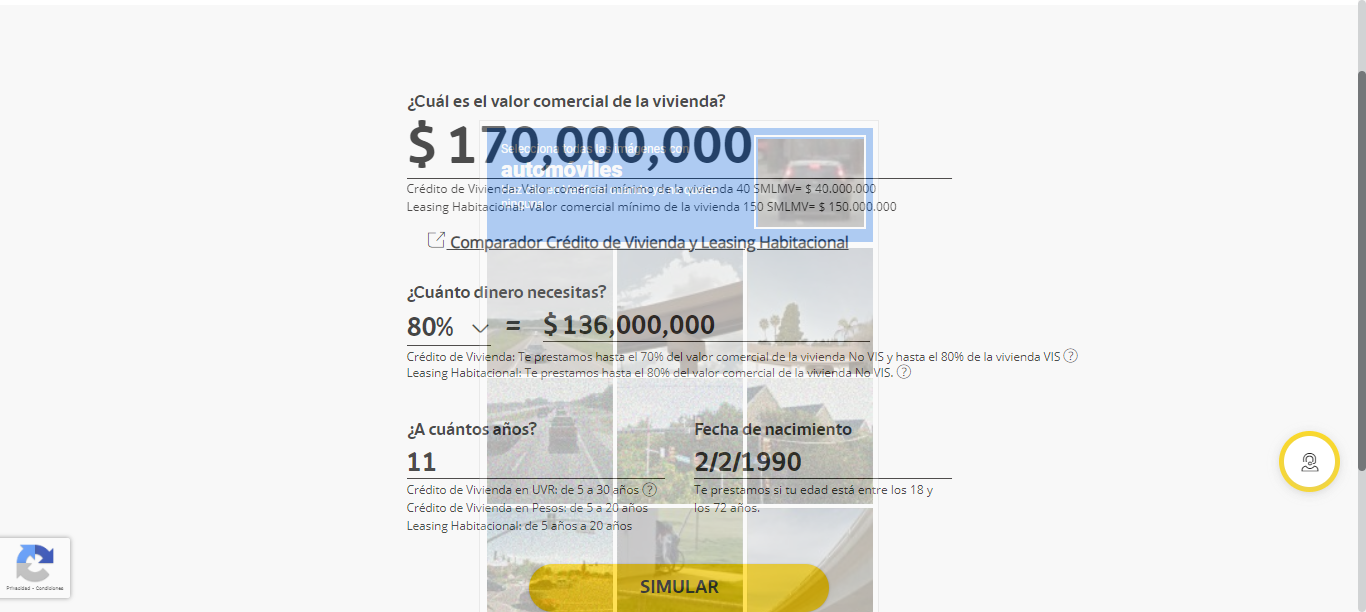 ¿Cuál es el valor comercial de la vivienda?
$ 170,000,000
Selecciona todas las imágenes con
automóviles
Crédito de Vivienda: Valor comercial mínimo de la vivienda 40 SMLMV= $ 40.000.000
Leasing Habitacional: Valor comercial mínimo de la vivienda 150 SMLMV= $ 150.000.000
Comparador Crédito de Vivienda y Leasing Habitacional
¿Cuánto dinero necesitas?
80% = $ 136,000,000
Crédito de Vivienda: Te prestamos hasta el 70% del valor comercial de la vivienda No VIS y hasta el 80% de la vivienda VIS ?
Leasing Habitacional: Te prestamos hasta el 80% del valor comercial de la vivienda No VIS. ?
¿A cuántos años? Fecha de nacimiento
11 2/2/1990
Crédito de Vivienda en UVR: de 5 a 30 años ? Te prestamos si tu edad está entre los 18 y
Crédito de Vivienda en Pesos: de 5 a 20 años los 72 años.
Leasing Habitacional: de 5 años a 20 años
Privacidad - Condiciones
SIMULAR